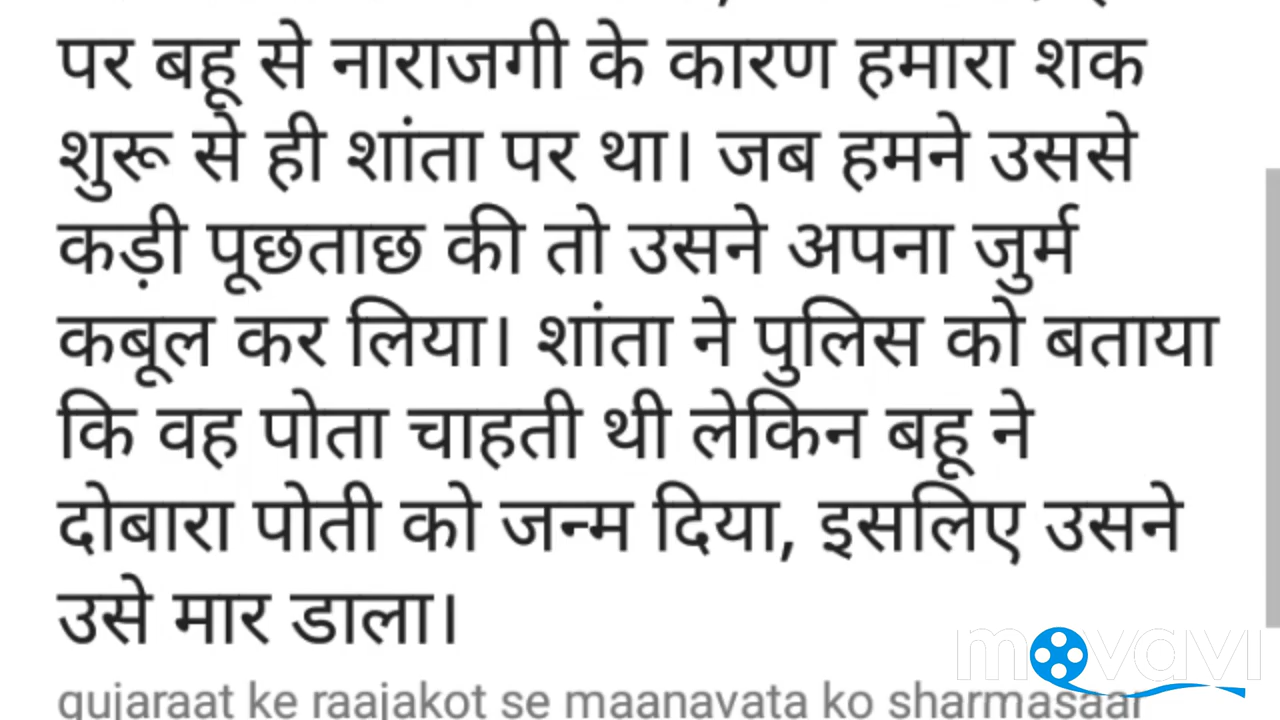 पर बहू से नाराजगी के कारण हमारा शक
शुरू से ही शांता पर था। जब हमने उससे
कड़ी पूछताछ की तो उसने अपना जुर्म
कबूल कर लिया। शांता ने पुलिस को बताया
कि वह पोता चाहती थी लेकिन बहू ने
दोबारा पोती को जन्म दिया, इसलिए उसने
उसे मार डाला।
gujaraat ke raajakot se maanavata ko sharmasaar
movavi